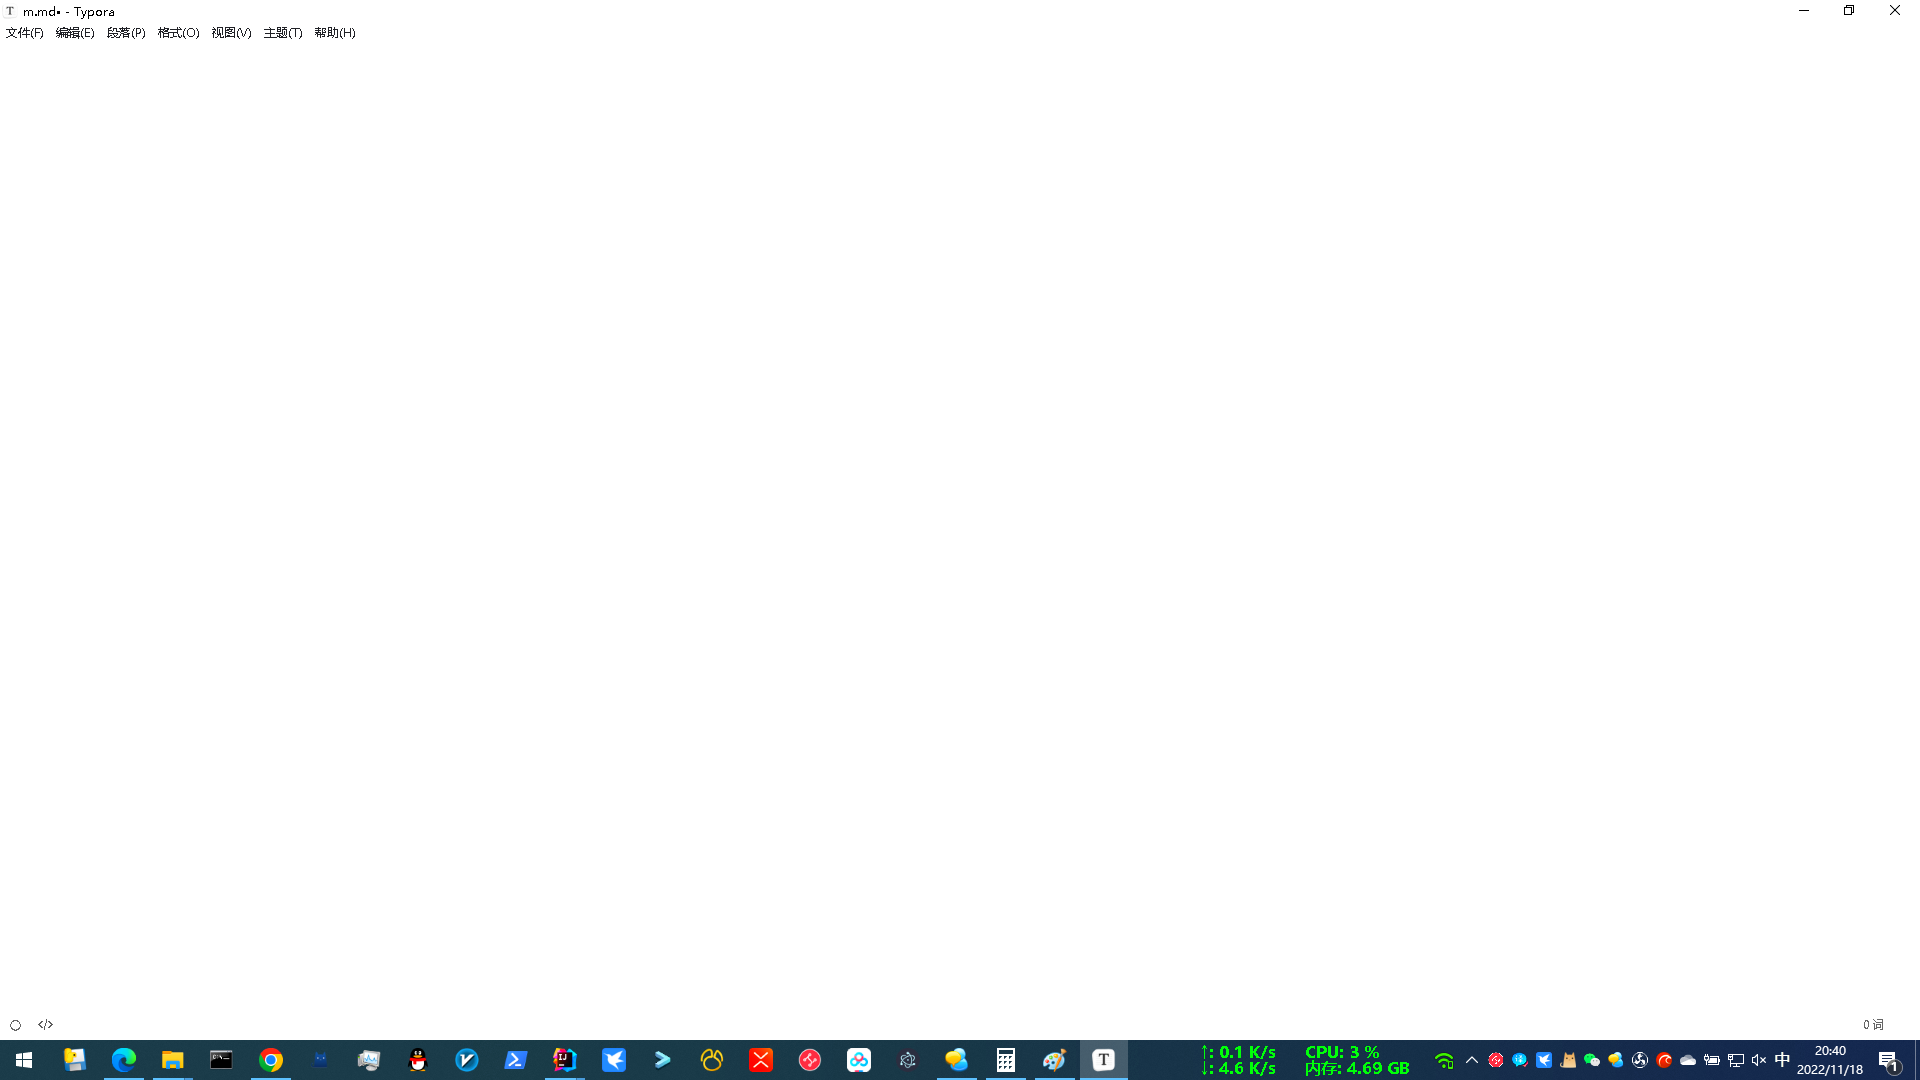 m.md• - Typora
文件(F) 编辑(E) 段落(P) 格式(O) 视图(V) 主题(T) 帮助(H)
</>
0 词
↑: 0.1 K/s CPU: 3 %
↓: 4.6 K/s 内存: 4.69 GB
中
20:40
2022/11/18
1